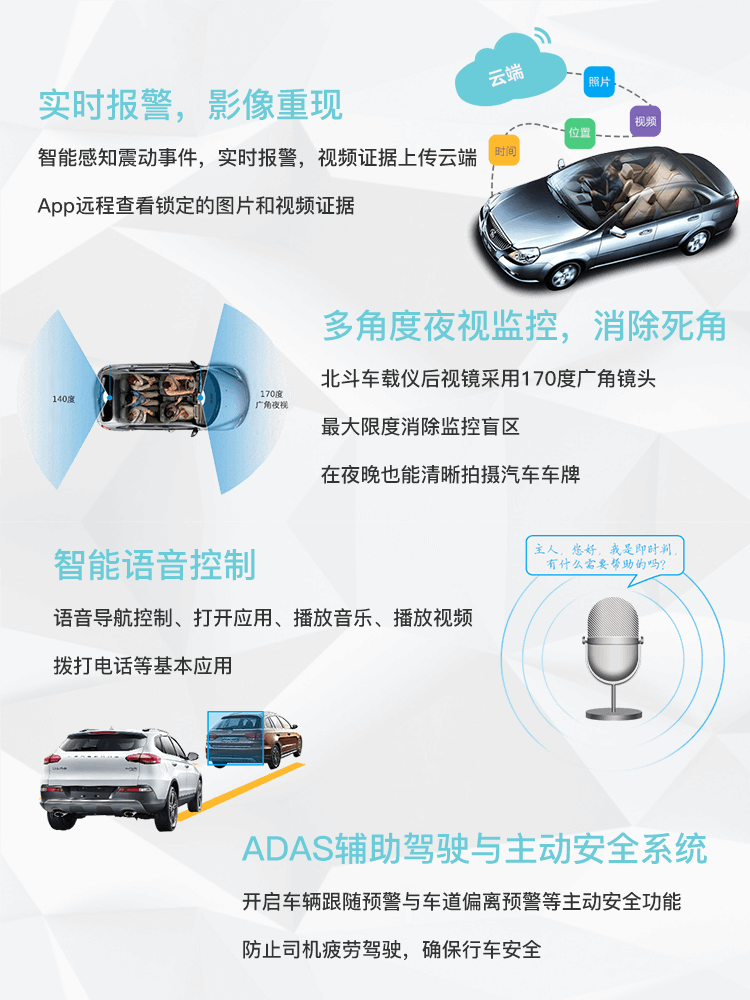 云端
照片
实时报警，影像重现
视频
位置
时间
智能感知震动事件，实时报警，视频证据上传云端
App远程查看锁定的图片和视频证据
多角度夜视监控，消除死角
140度
170度
广角夜视
北斗车载仪后视镜采用170度广角镜头
最大限度消除监控盲区
在夜晚也能清晰拍摄汽车车牌
智能语音控制
主人，您好，我是即时判，
有什么需要帮助的吗？
语音导航控制、打开应用、播放音乐、播放视频
拨打电话等基本应用
ADAS辅助驾驶与主动安全系统
开启车辆跟随预警与车道偏离预警等主动安全功能
防止司机疲劳驾驶，确保行车安全